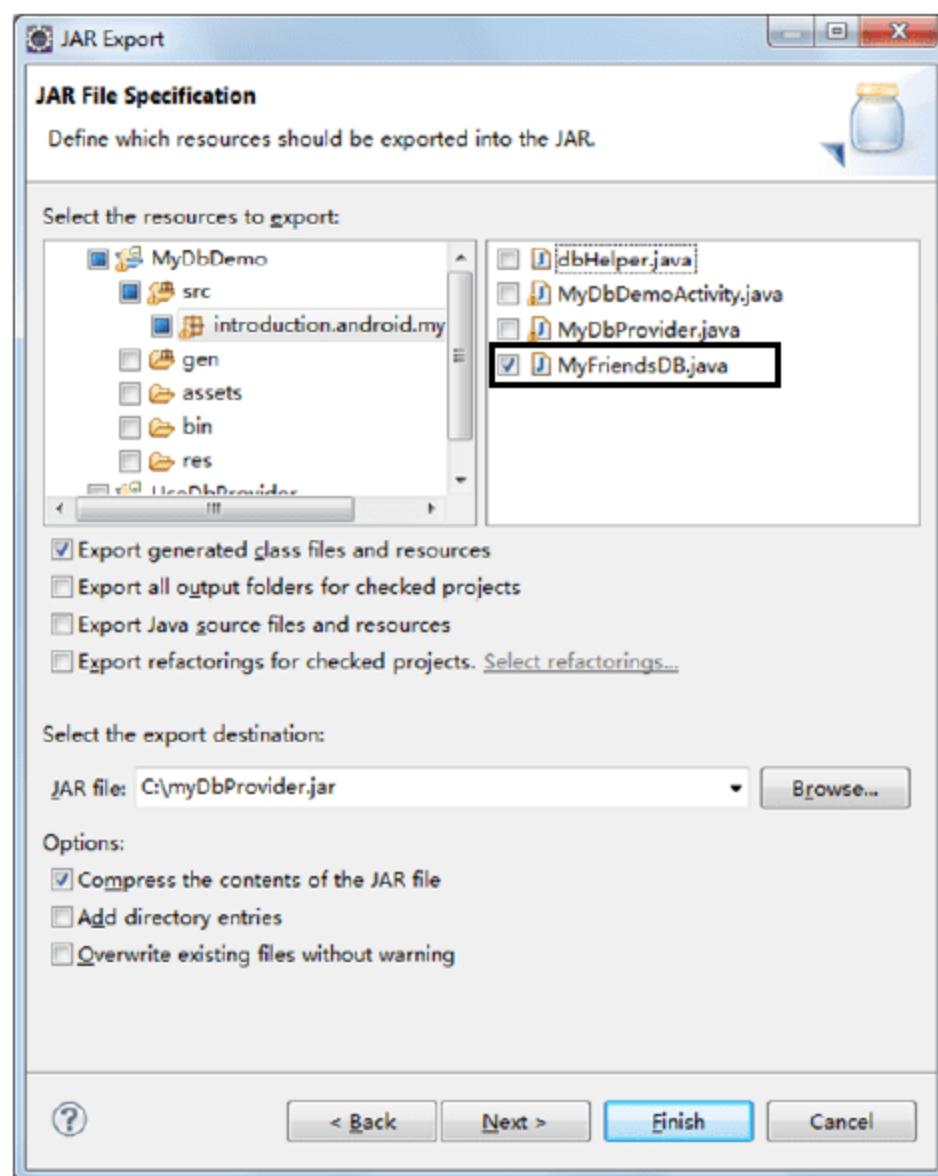 JAR Export
JAR File Specification
Define which resources should be exported into the JAR.
Select the resources to export:
MyDbDemo
src
introduction.android.my
gen
assets
bin
res
UseDbProvider
dbHelper.java
MyDbDemoActivity.java
MyDbProvider.java
MyFriendsDB.java
Export generated class files and resources
Export all output folders for checked projects
Export Java source files and resources
Export refactorings for checked projects. Select refactorings...
Select the export destination:
JAR file: C:\myDbProvider.jar Browse...
Options:
Compress the contents of the JAR file
Add directory entries
Overwrite existing files without warning
< Back Next > Finish Cancel